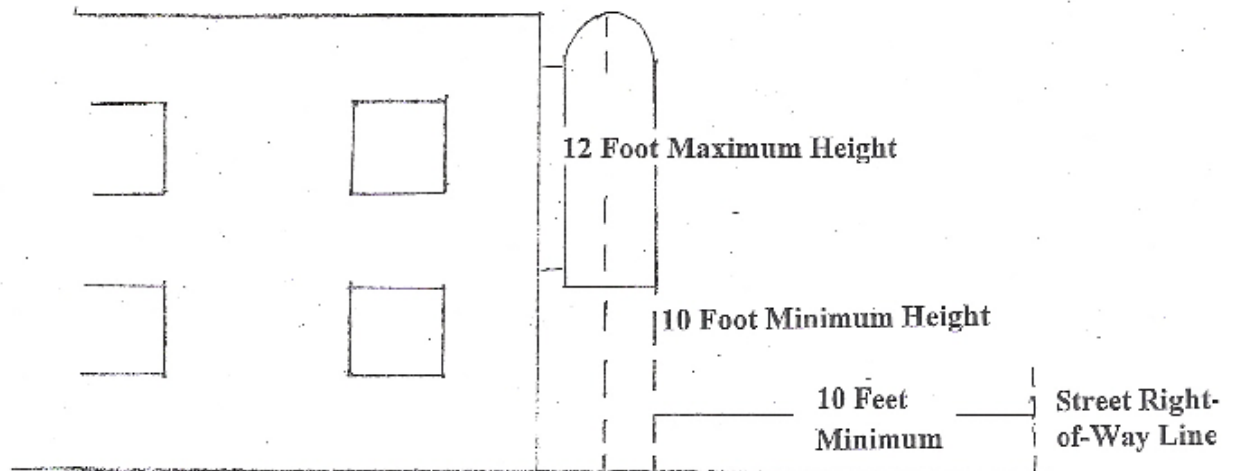 12 Foot Maximum Height
10 Foot Minimum Height
10 Feet
Minimum
Street Right-
of-Way Line